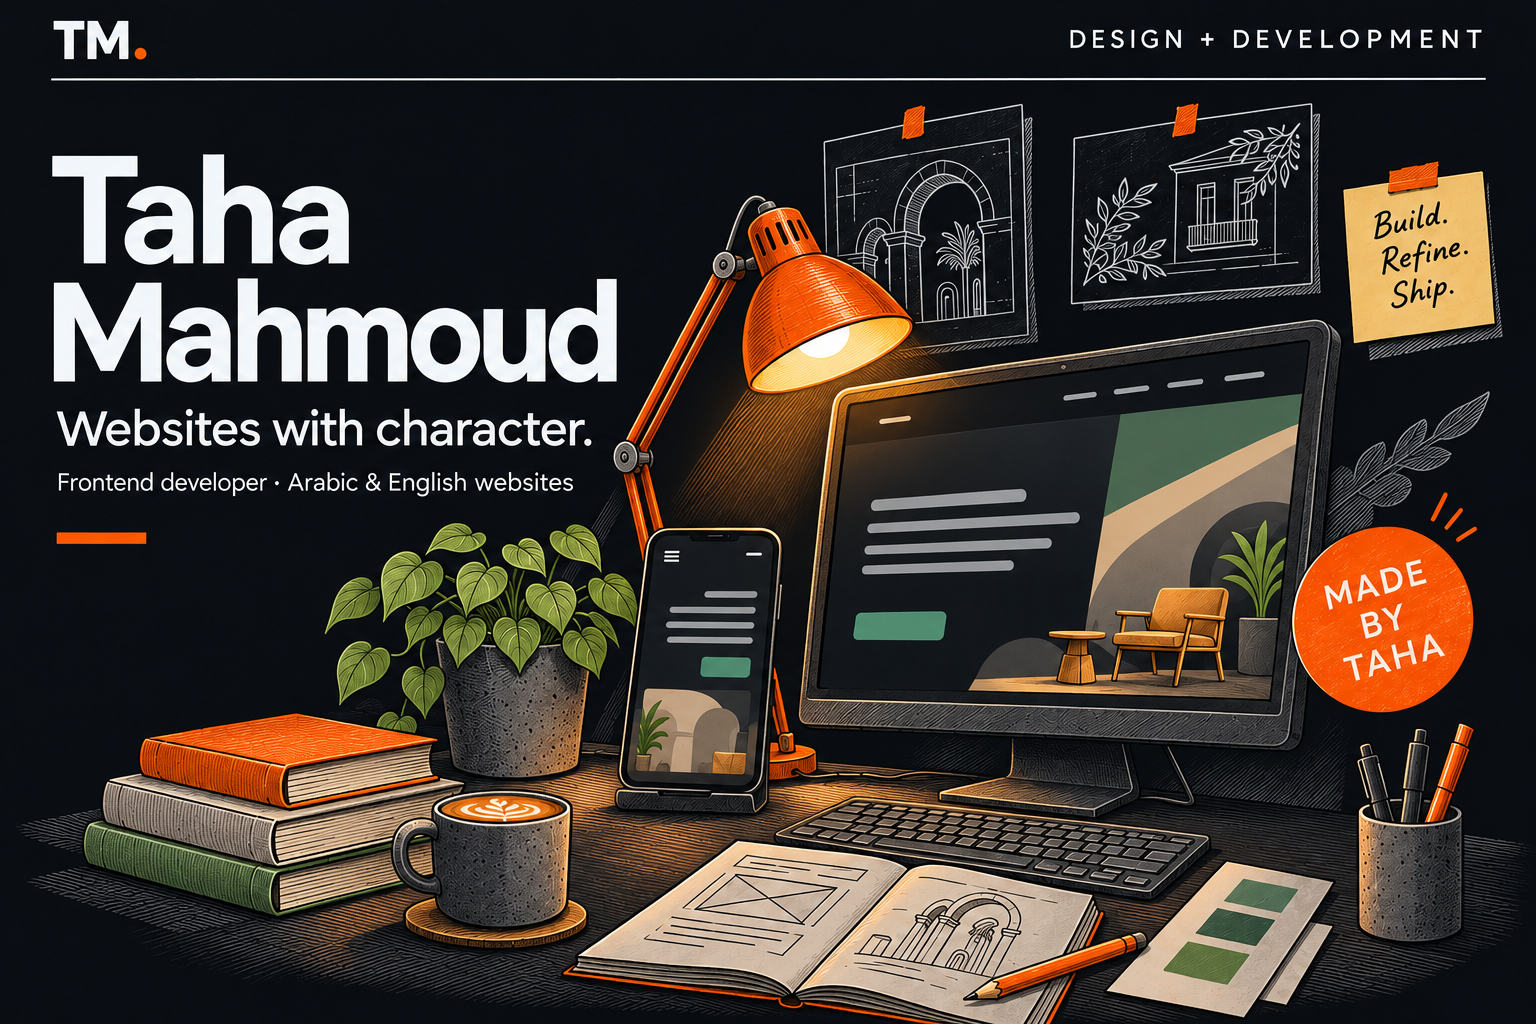 TM.
DESIGN + DEVELOPMENT
Taha
Mahmoud
Websites with character.
Frontend developer · Arabic & English websites
Build.
Refine.
Ship.
MADE
BY
TAHA